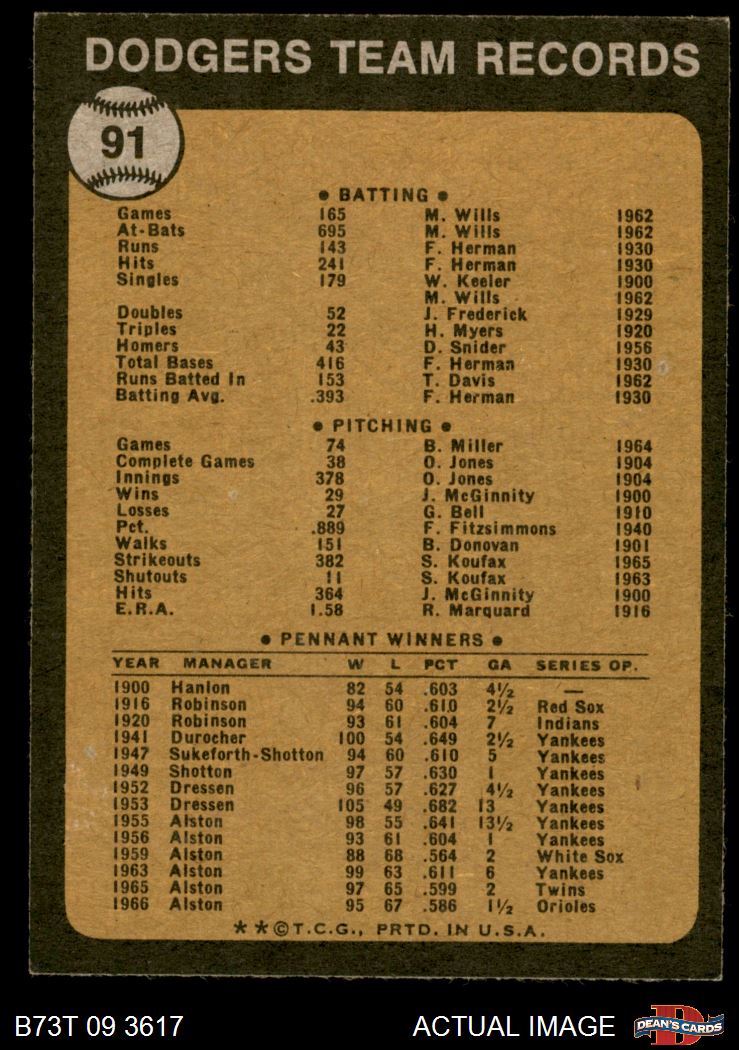 DODGERS TEAM RECORDS
91
● BATTING ●
Games 165 M. Wills 1962
At-Bats 695 M. Wills 1962
Runs 143 F. Herman 1930
Hits 241 F. Herman 1930
Singles 179 W. Keeler 1900
M. Wills 1962
Doubles 52 J. Frederick 1929
Triples 22 H. Myers 1920
Homers 43 D. Snider 1956
Total Bases 416 F. Herman 1930
Runs Batted In 153 T. Davis 1962
Batting Avg. .393 F. Herman 1930
● PITCHING ●
Games 74 B. Miller 1964
Complete Games 38 O. Jones 1904
Innings 378 O. Jones 1904
Wins 29 J. McGinnity 1900
Losses 27 G. Bell 1910
Pct. .889 F. Fitzsimmons 1940
Walks 151 B. Donovan 1901
Strikeouts 382 S. Koufax 1965
Shutouts 11 S. Koufax 1963
Hits 364 J. McGinnity 1900
E.R.A. 1.58 R. Marquard 1916
● PENNANT WINNERS ●
YEAR MANAGER W L PCT GA SERIES OP.
1900 Hanlon 82 54 .603 4½ —
1916 Robinson 94 60 .610 2½ Red Sox
1920 Robinson 93 61 .604 7 Indians
1941 Durocher 100 54 .649 2½ Yankees
1947 Sukeforth-Shotton 94 60 .610 5 Yankees
1949 Shotton 97 57 .630 1 Yankees
1952 Dressen 96 57 .627 4½ Yankees
1953 Dressen 105 49 .682 13 Yankees
1955 Alston 98 55 .641 13½ Yankees
1956 Alston 93 61 .604 1 Yankees
1959 Alston 88 68 .564 2 White Sox
1963 Alston 99 63 .611 6 Yankees
1965 Alston 97 65 .599 2 Twins
1966 Alston 95 67 .586 1½ Orioles
**©T.C.G., PRTD. IN U.S.A.
B73T 09 3617 ACTUAL IMAGE D DEAN'S CARDS